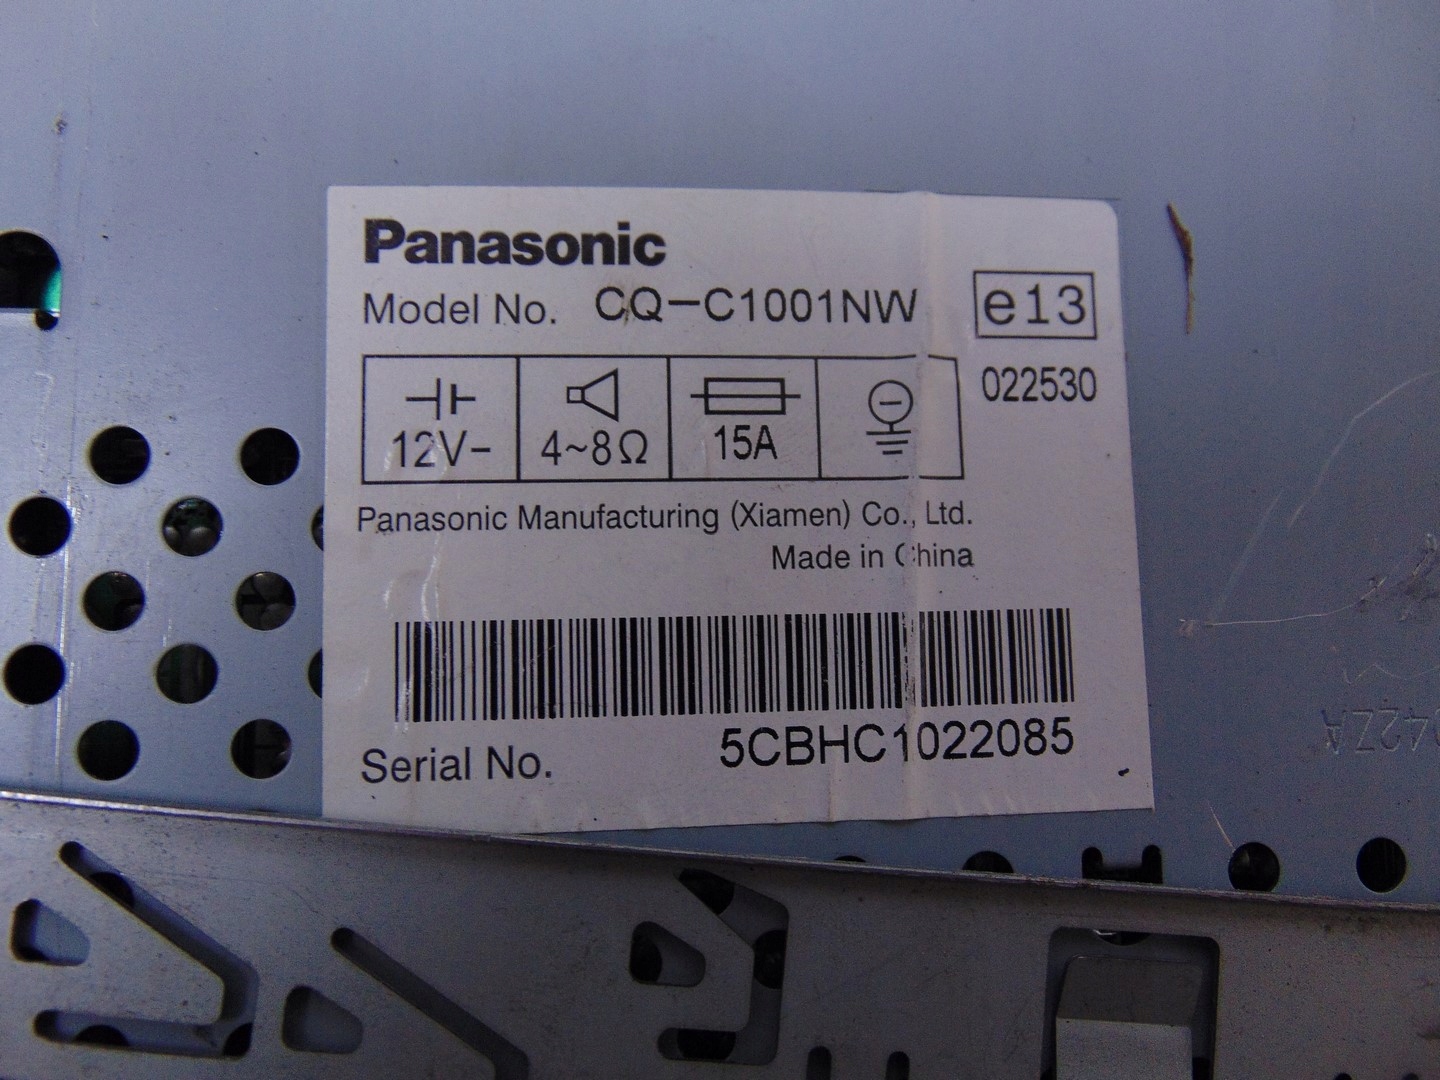 Panasonic
Model No. CQ-C1001NW
e13
022530
12V⎓ 4~8Ω 15A
Panasonic Manufacturing (Xiamen) Co., Ltd.
Made in China
Serial No. 5CBHC1022085